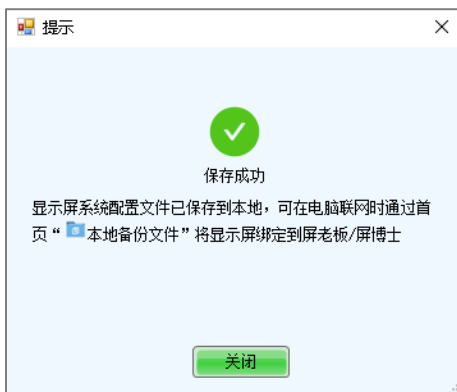 提示
保存成功
显示屏系统配置文件已保存到本地，可在电脑联网时通过首
页“本地备份文件”将显示屏绑定到屏老板/屏博士
关闭